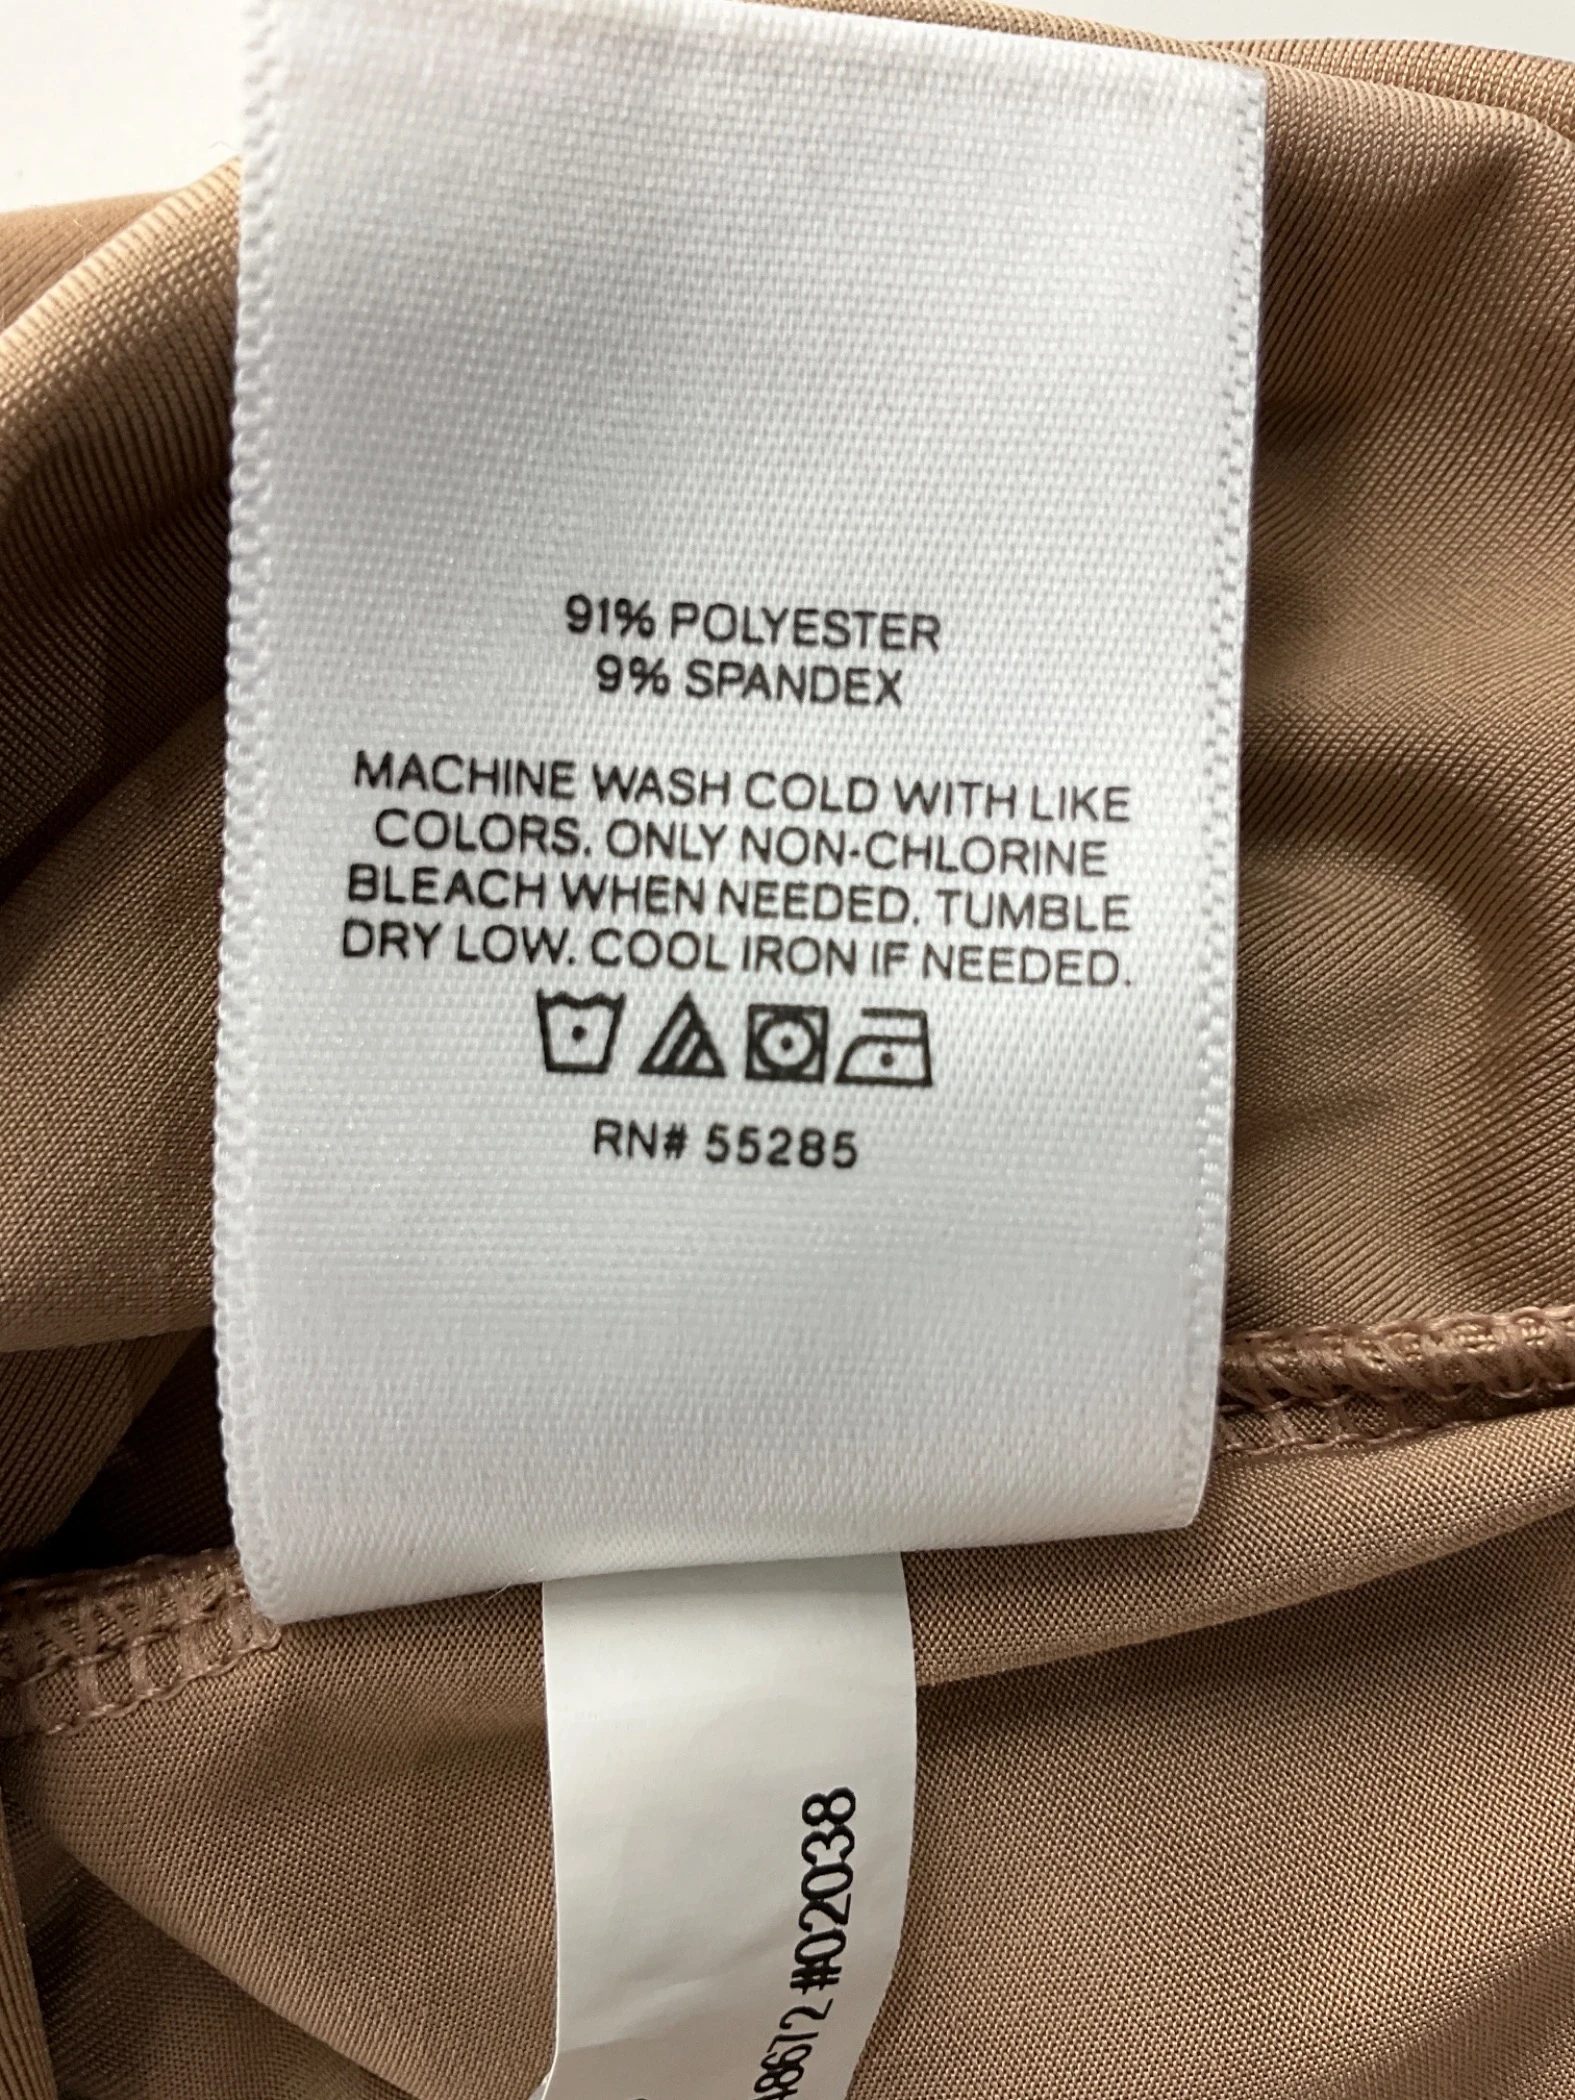 91% POLYESTER
9% SPANDEX
MACHINE WASH COLD WITH LIKE
COLORS. ONLY NON-CHLORINE
BLEACH WHEN NEEDED. TUMBLE
DRY LOW. COOL IRON IF NEEDED.
RN# 55285
#02038